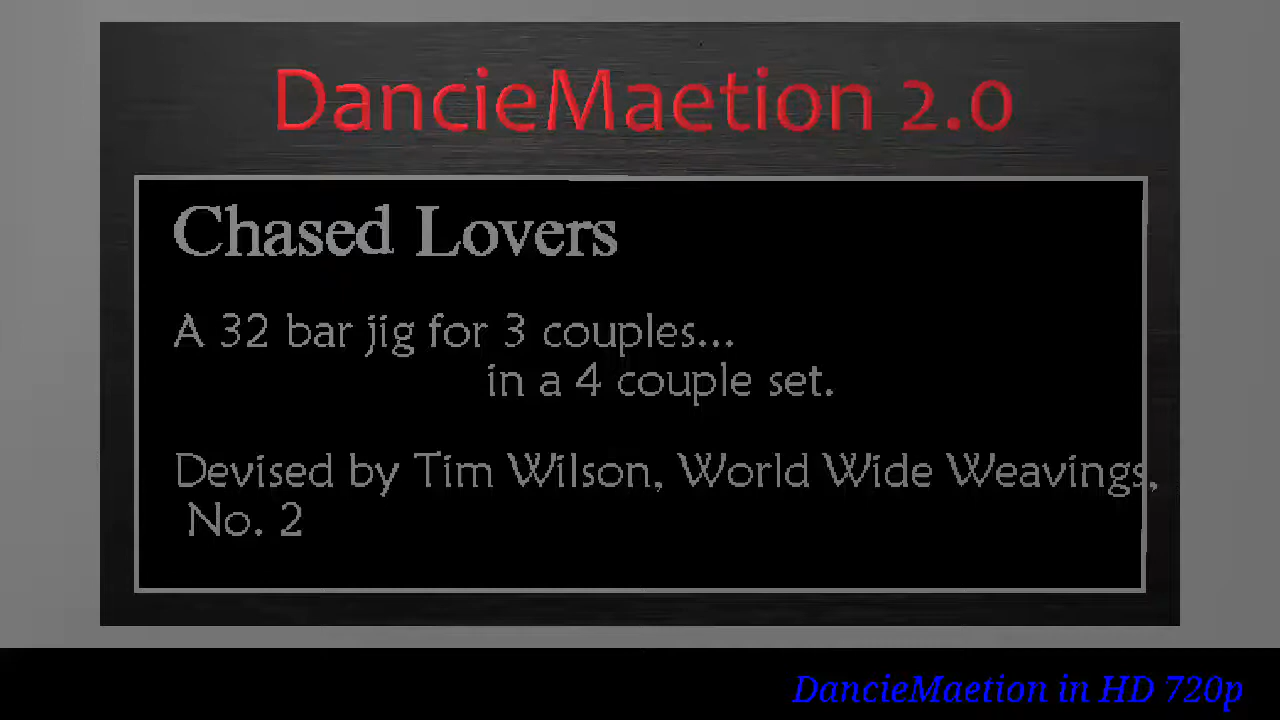 DancieMaetion 2.0
Chased Lovers
A 32 bar jig for 3 couples...
in a 4 couple set.
Devised by Tim Wilson, World Wide Weavings,
No. 2
DancieMaetion in HD 720p